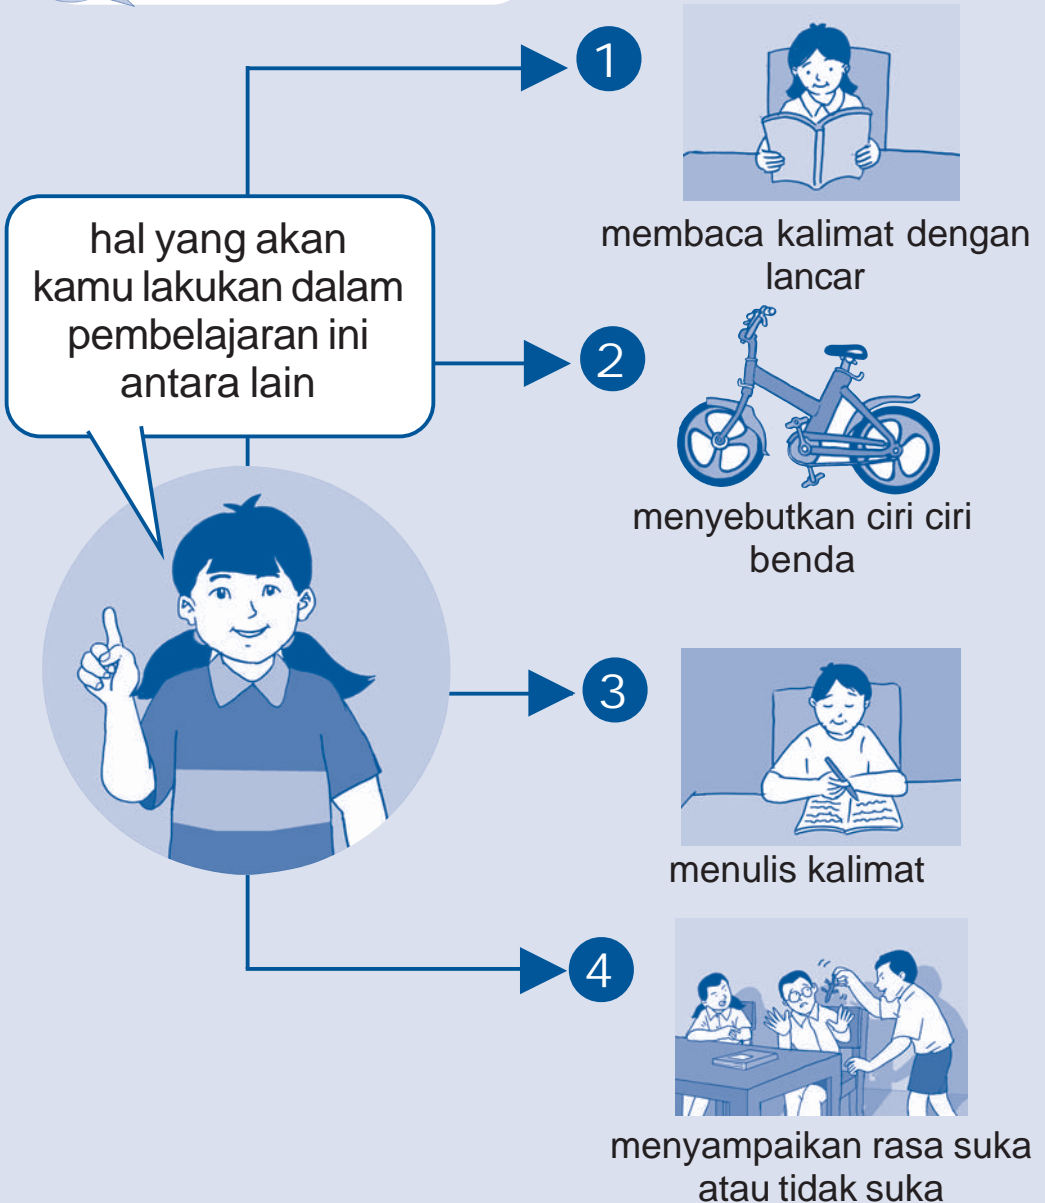 hal yang akan
kamu lakukan dalam
pembelajaran ini
antara lain
1
membaca kalimat dengan
lancar
2
menyebutkan ciri ciri
benda
3
menulis kalimat
4
menyampaikan rasa suka
atau tidak suka